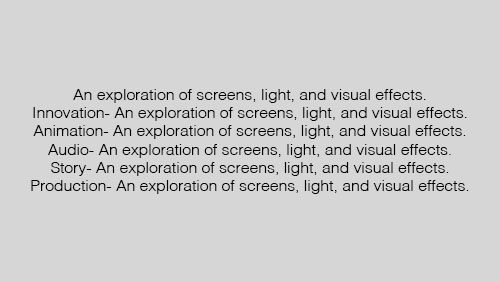 An exploration of screens, light, and visual effects.
Innovation- An exploration of screens, light, and visual effects.
Animation- An exploration of screens, light, and visual effects.
Audio- An exploration of screens, light, and visual effects.
Story- An exploration of screens, light, and visual effects.
Production- An exploration of screens, light, and visual effects.